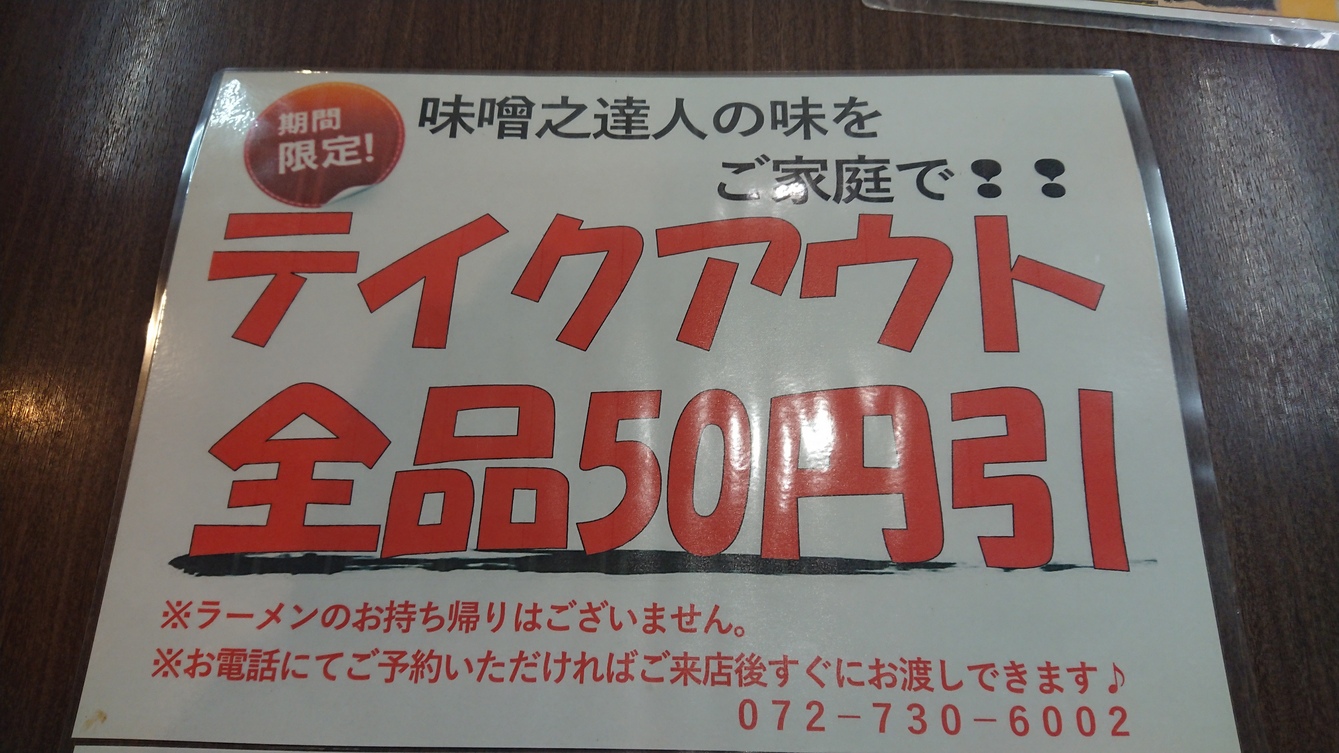 期間
限定!
味噌之達人の味を
ご家庭で❢❢
テイクアウト
全品50円引
※ラーメンのお持ち帰りはございません。
※お電話にてご予約いただければご来店後すぐにお渡しできます♪
072－730－6002